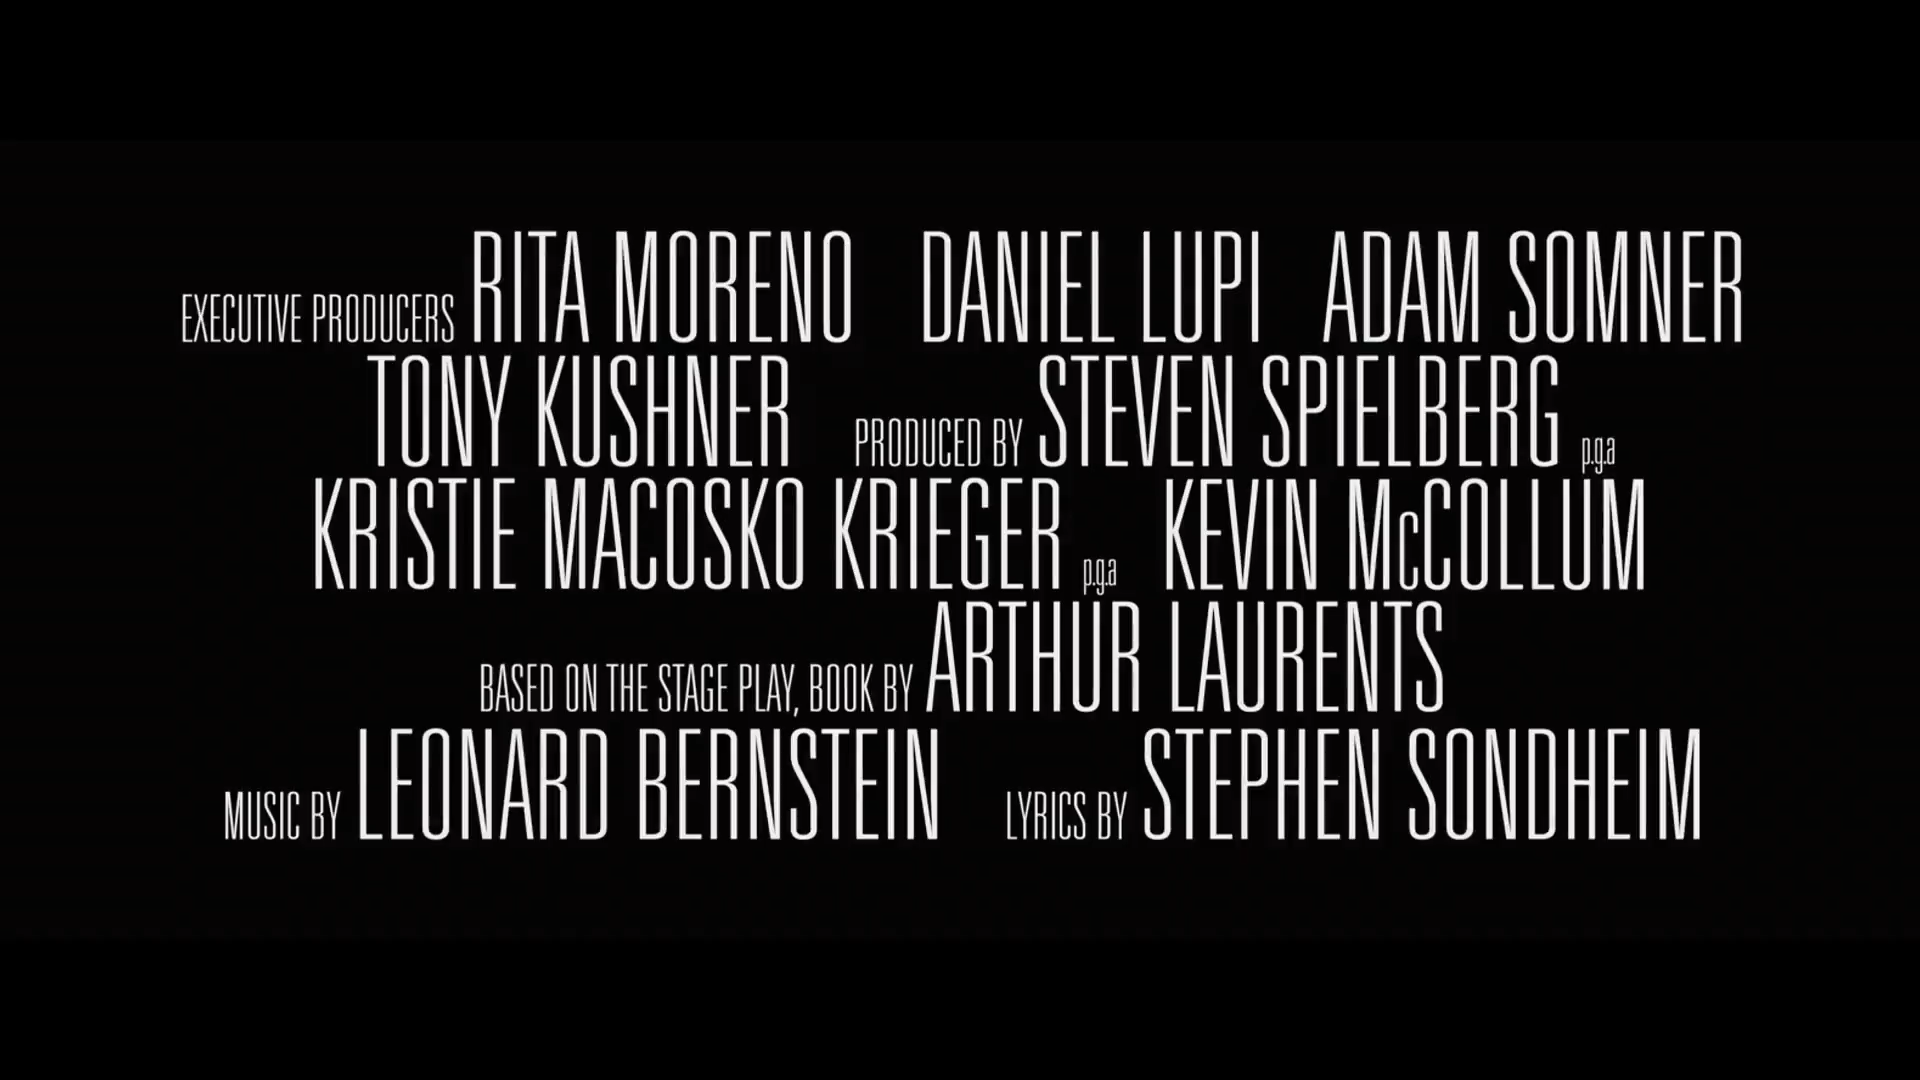 EXECUTIVE PRODUCERS RITA MORENO DANIEL LUPI ADAM SOMNER
TONY KUSHNER PRODUCED BY STEVEN SPIELBERG p.g.a
KRISTIE MACOSKO KRIEGER p.g.a KEVIN McCOLLUM
BASED ON THE STAGE PLAY, BOOK BY ARTHUR LAURENTS
MUSIC BY LEONARD BERNSTEIN LYRICS BY STEPHEN SONDHEIM